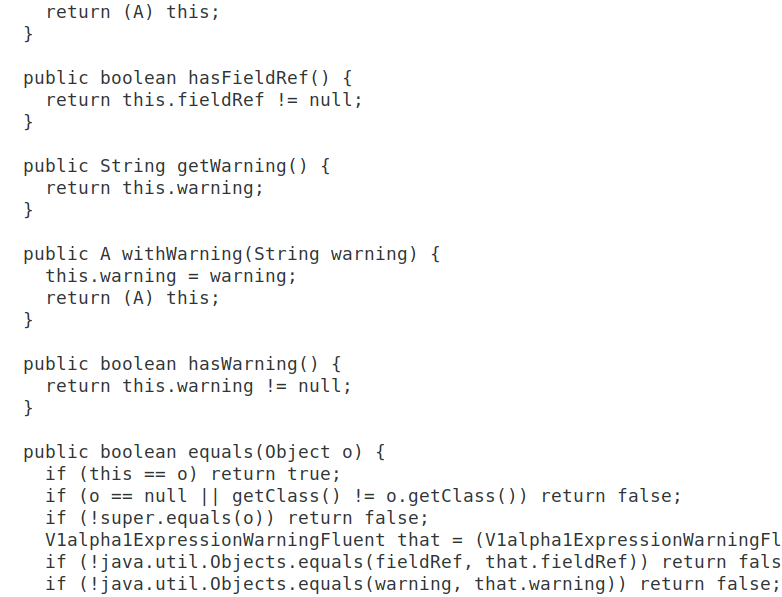 return (A) this;
}
public boolean hasFieldRef() {
return this.fieldRef != null;
}
public String getWarning() {
return this.warning;
}
public A withWarning(String warning) {
this.warning = warning;
return (A) this;
}
public boolean hasWarning() {
return this.warning != null;
}
public boolean equals(Object o) {
if (this == o) return true;
if (o == null || getClass() != o.getClass()) return false;
if (!super.equals(o)) return false;
V1alpha1ExpressionWarningFluent that = (V1alpha1ExpressionWarningFl
if (!java.util.Objects.equals(fieldRef, that.fieldRef)) return fals
if (!java.util.Objects.equals(warning, that.warning)) return false;